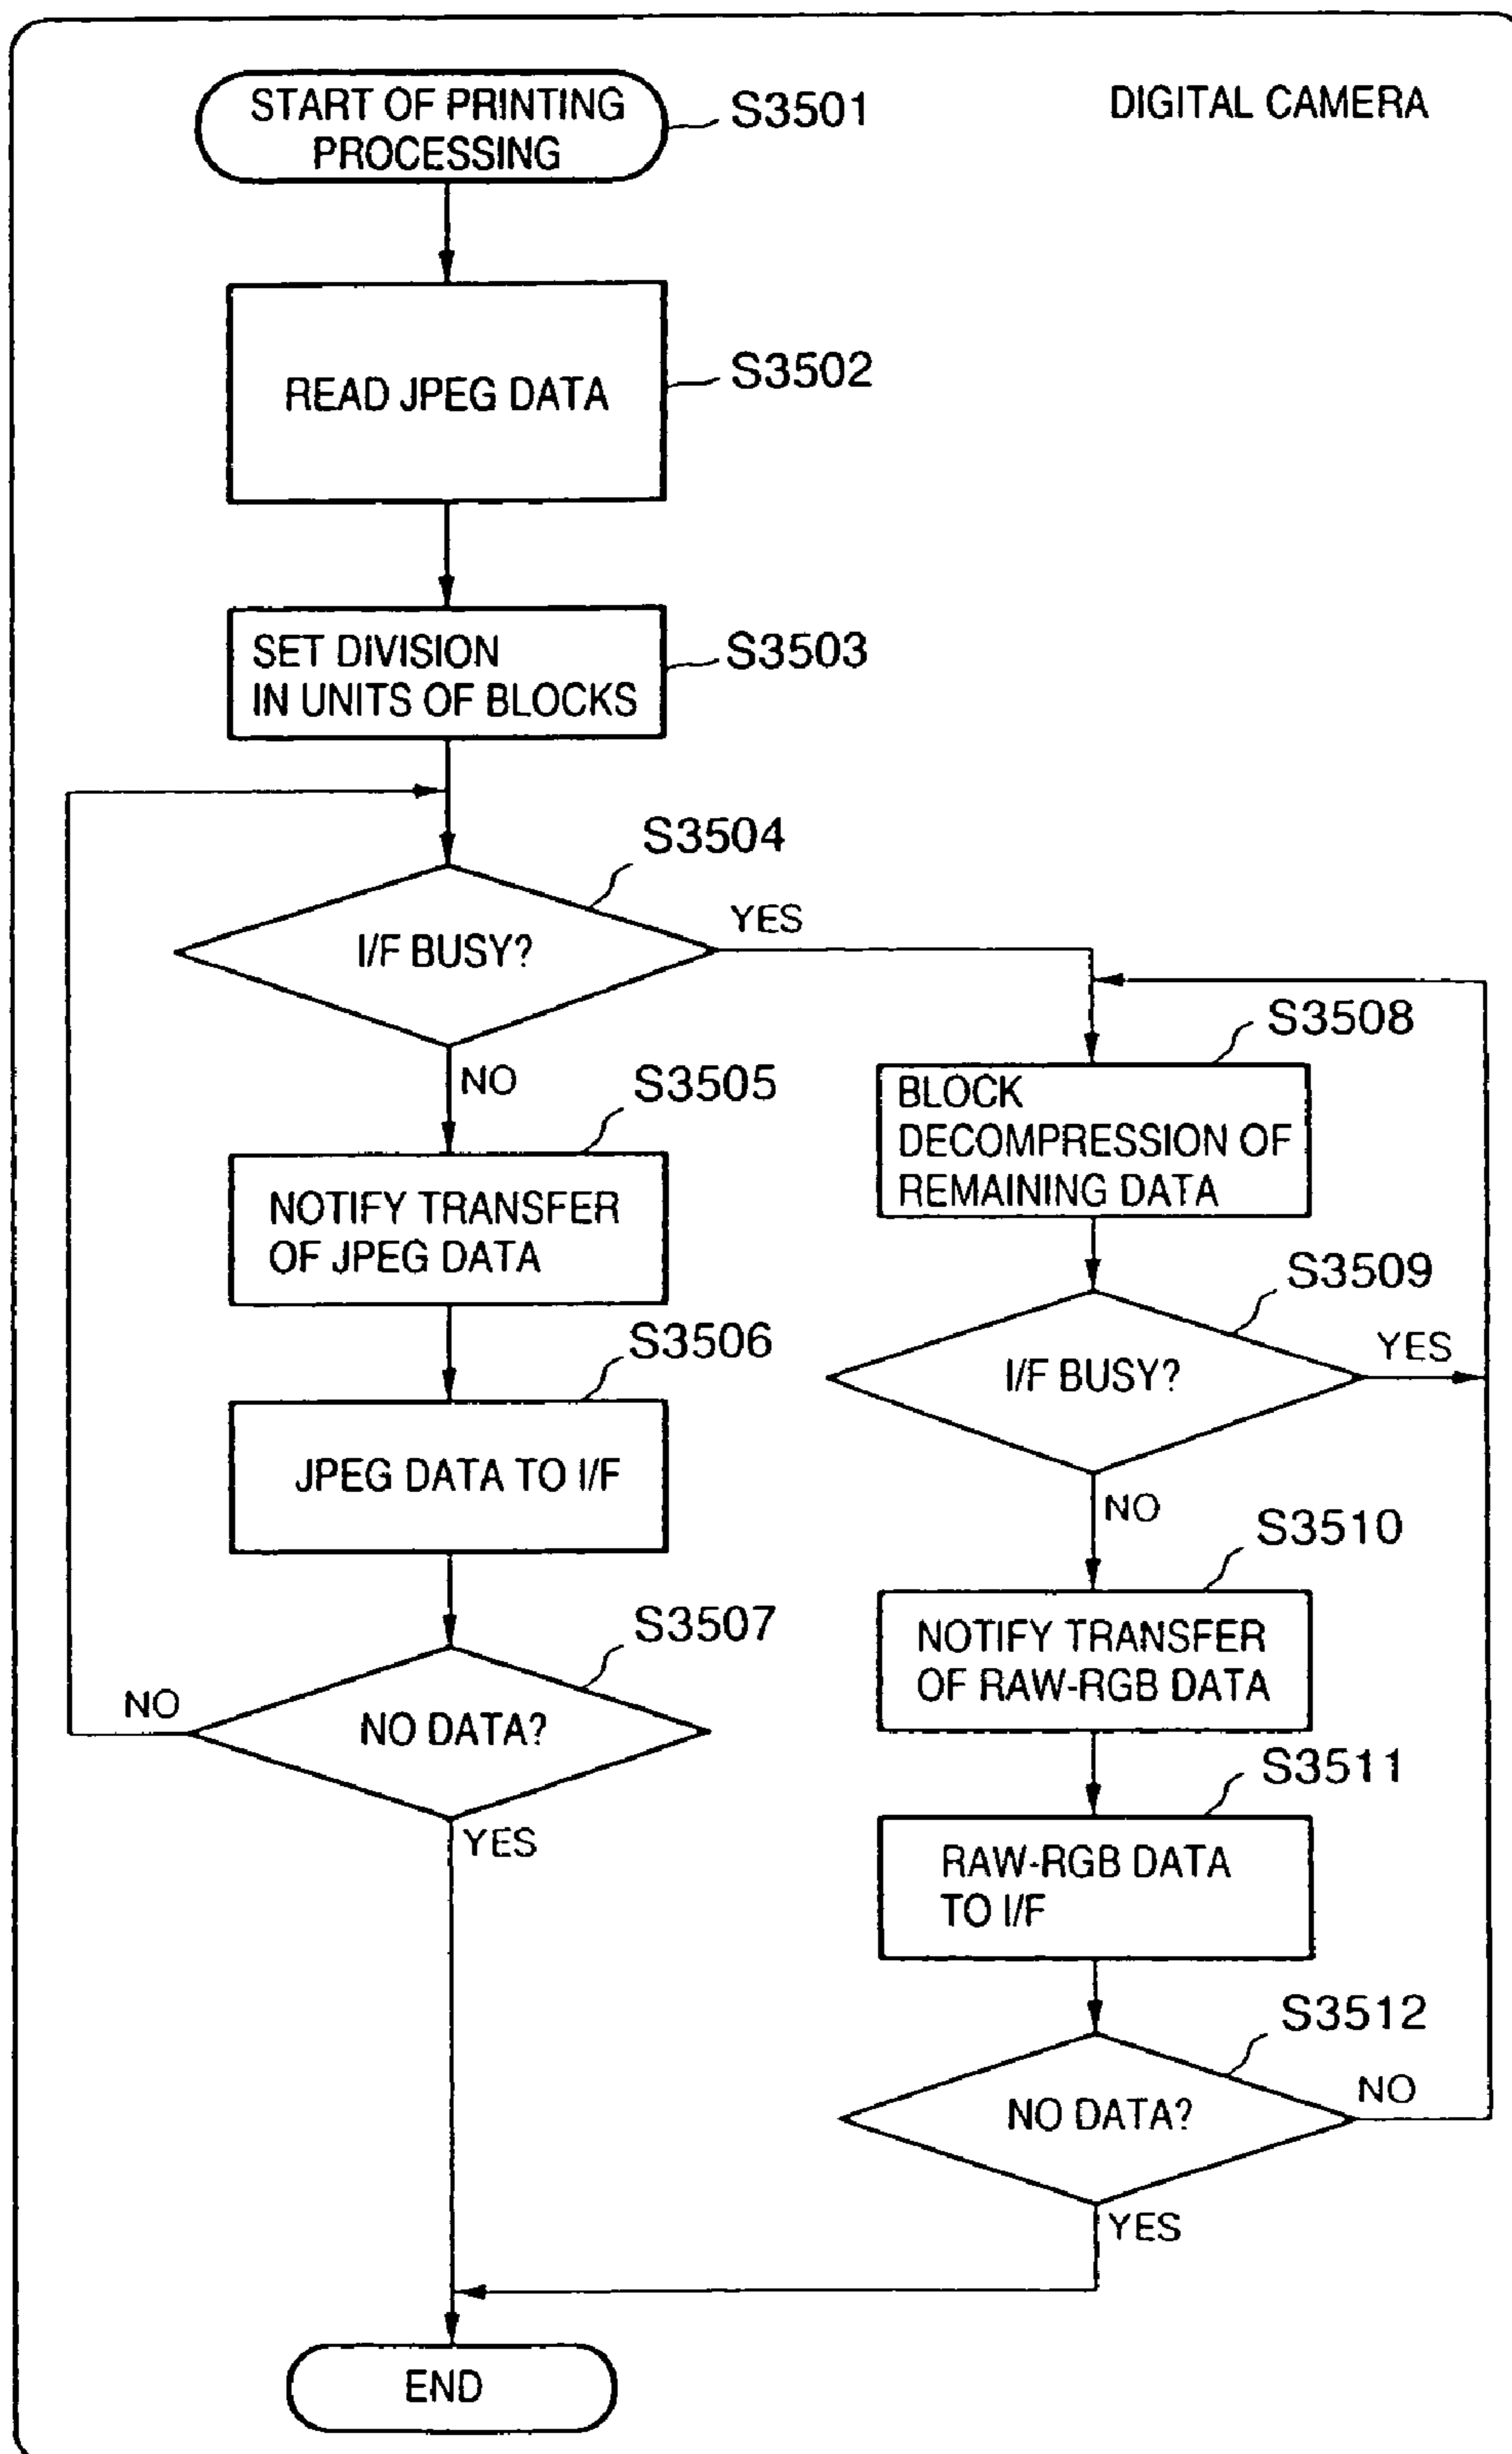 DIGITAL CAMERA
START OF PRINTING
PROCESSING
S3501
READ JPEG DATA
S3502
SET DIVISION
IN UNITS OF BLOCKS
S3503
S3504
I/F BUSY?
YES
NO
S3505
NOTIFY TRANSFER
OF JPEG DATA
S3506
JPEG DATA TO I/F
S3507
NO DATA?
NO
YES
S3508
BLOCK
DECOMPRESSION OF
REMAINING DATA
S3509
I/F BUSY?
YES
NO
S3510
NOTIFY TRANSFER
OF RAW-RGB DATA
S3511
RAW-RGB DATA
TO I/F
S3512
NO DATA?
NO
YES
END